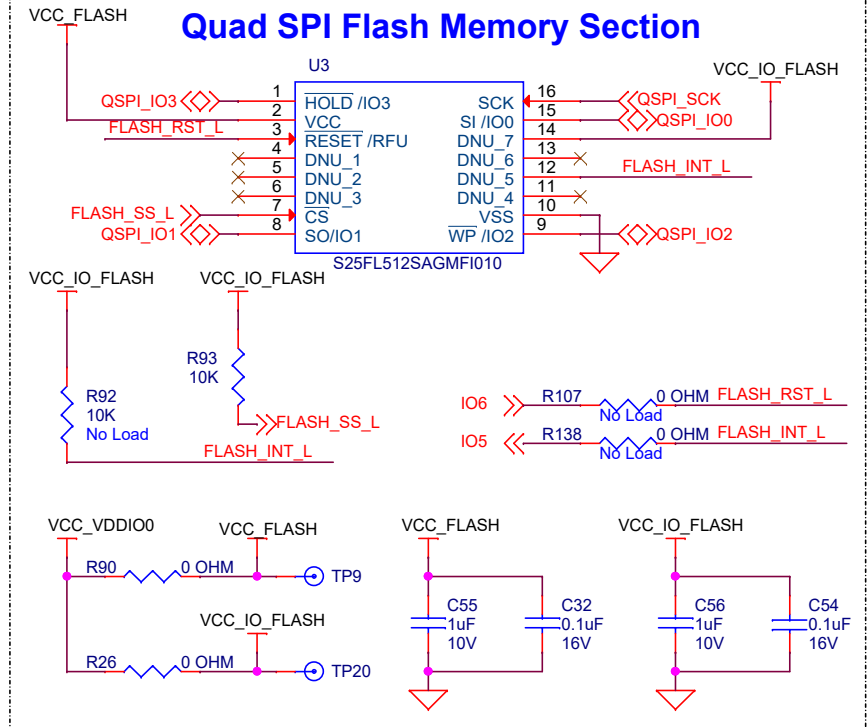 VCC_FLASH
Quad SPI Flash Memory Section
U3
VCC_IO_FLASH
QSPI_IO3
1
HOLD /IO3
SCK
16
QSPI_SCK
2
VCC
SI /IO0
15
QSPI_IO0
FLASH_RST_L
3
RESET /RFU
DNU_7
14
4
DNU_1
DNU_6
13
5
DNU_2
DNU_5
12
FLASH_INT_L
6
DNU_3
DNU_4
11
FLASH_SS_L
7
CS
VSS
10
QSPI_IO1
8
SO/IO1
WP /IO2
9
QSPI_IO2
S25FL512SAGMFI010
VCC_IO_FLASH
VCC_IO_FLASH
R93
10K
R92
10K
No Load
FLASH_SS_L
FLASH_INT_L
IO6
R107
0 OHM
FLASH_RST_L
No Load
IO5
R138
0 OHM
FLASH_INT_L
No Load
VCC_VDDIO0
VCC_FLASH
R90
0 OHM
TP9
VCC_IO_FLASH
R26
0 OHM
TP20
VCC_FLASH
C55
1uF
10V
C32
0.1uF
16V
VCC_IO_FLASH
C56
1uF
10V
C54
0.1uF
16V